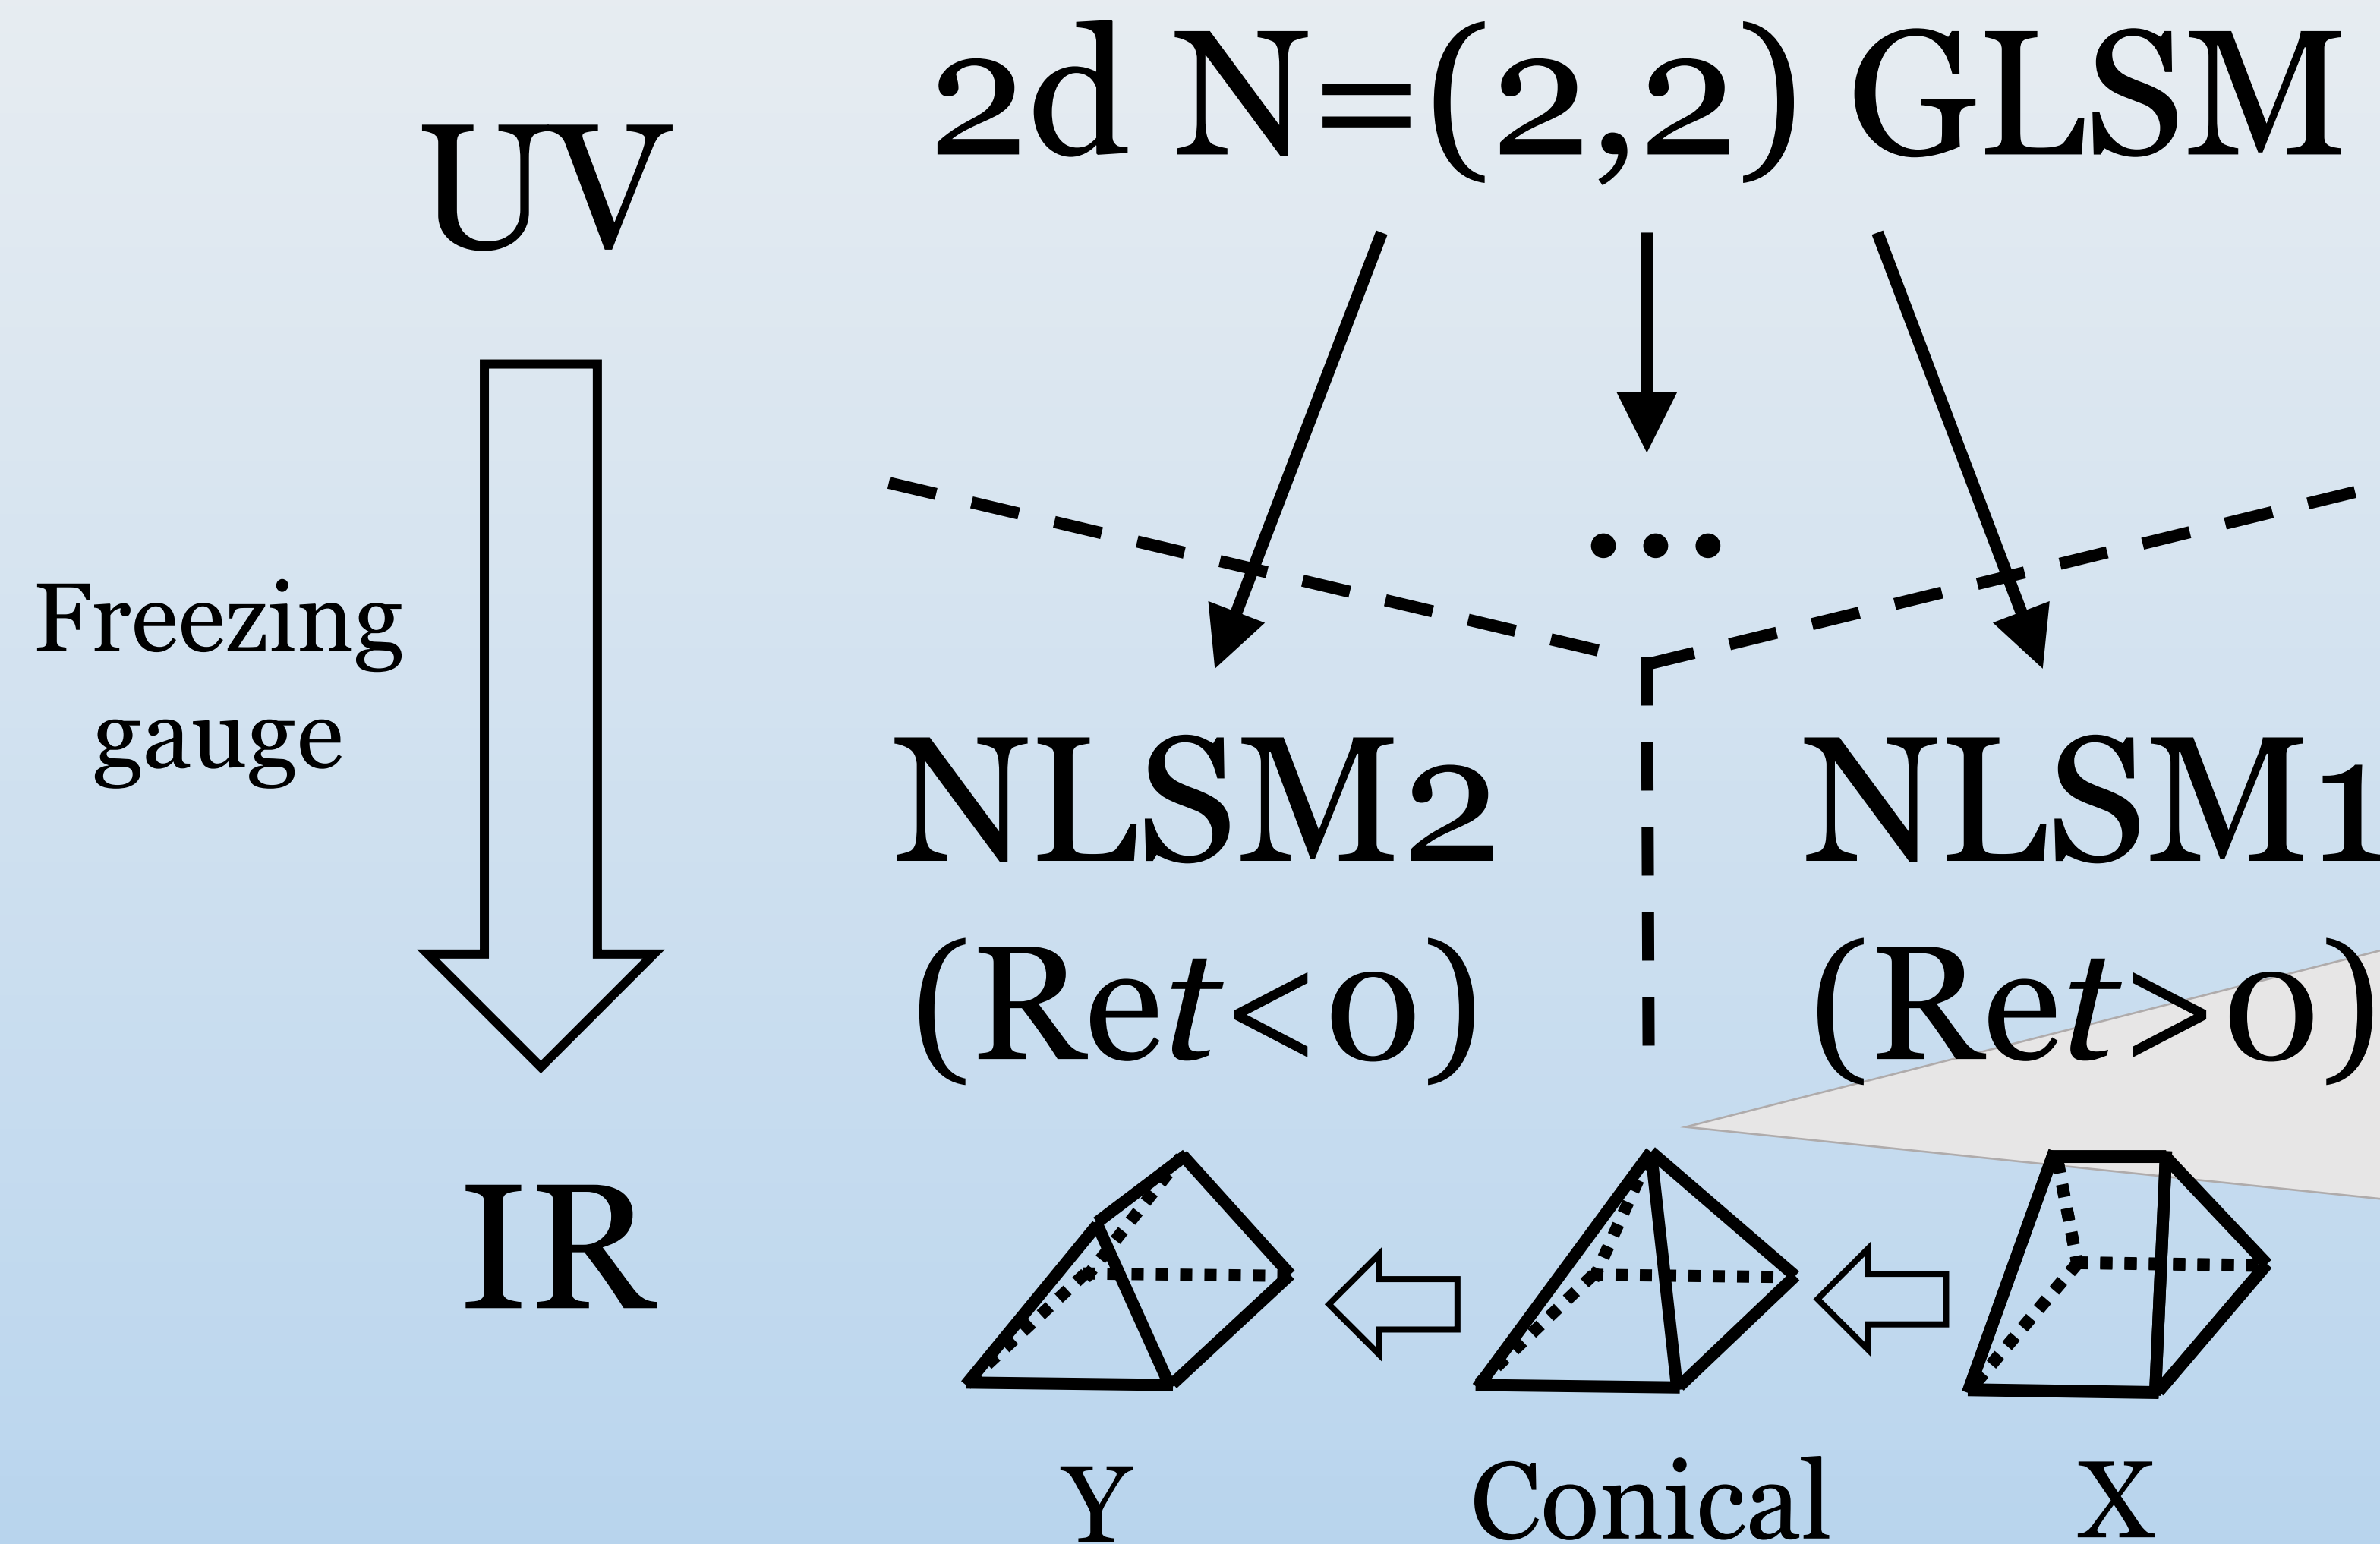 2d N=(2,2) GLSM
UV
...
Freezing
gauge
NLSM2 NLSM1
(Ret<0) (Ret>0)
IR
Y Conical X